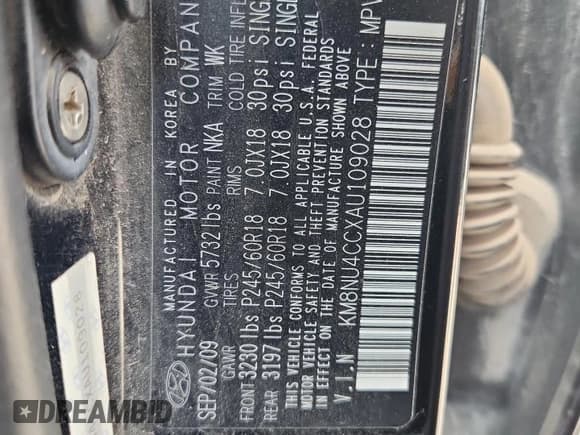 MANUFACTURED IN KOREA BY
HYUNDAI MOTOR COMPAN
SEP/02/09 GVWR 5732 lbs PAINT NKA TRIM WK
GAWR TIRES RIMS COLD TIRE INFL
FRONT 3230 lbs P245/60R18 7.0JX18 30psi SINGL
REAR 3197 lbs P245/60R18 7.0JX18 30psi SINGL
THIS VEHICLE CONFORMS TO ALL APPLICABLE U.S.A. FEDERAL
MOTOR VEHICLE SAFETY AND THEFT PREVENTION STANDARDS
IN EFFECT ON THE DATE OF MANUFACTURE SHOWN ABOVE
V.I.N KM8NU4CCXAU109028 TYPE : MPV
DREAMBID